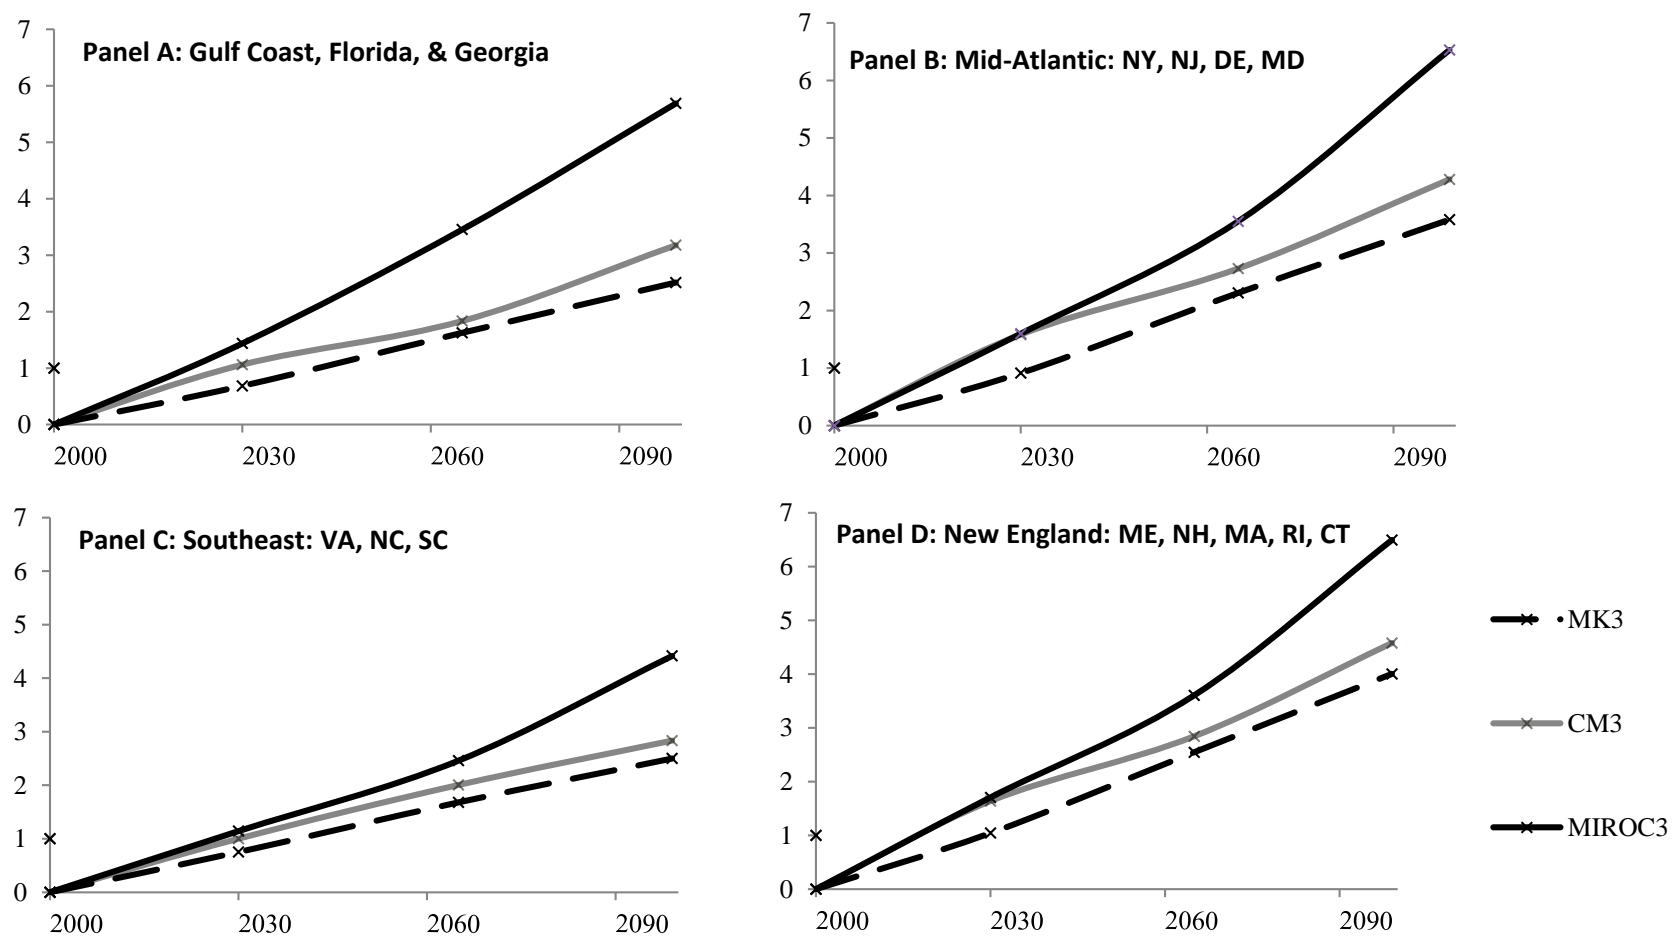 Panel A: Gulf Coast, Florida, & Georgia
7
6
5
4
3
2
1
0
2000 2030 2060 2090
Panel B: Mid-Atlantic: NY, NJ, DE, MD
7
6
5
4
3
2
1
0
2000 2030 2060 2090
Panel C: Southeast: VA, NC, SC
7
6
5
4
3
2
1
0
2000 2030 2060 2090
Panel D: New England: ME, NH, MA, RI, CT
7
6
5
4
3
2
1
0
2000 2030 2060 2090
MK3
CM3
MIROC3